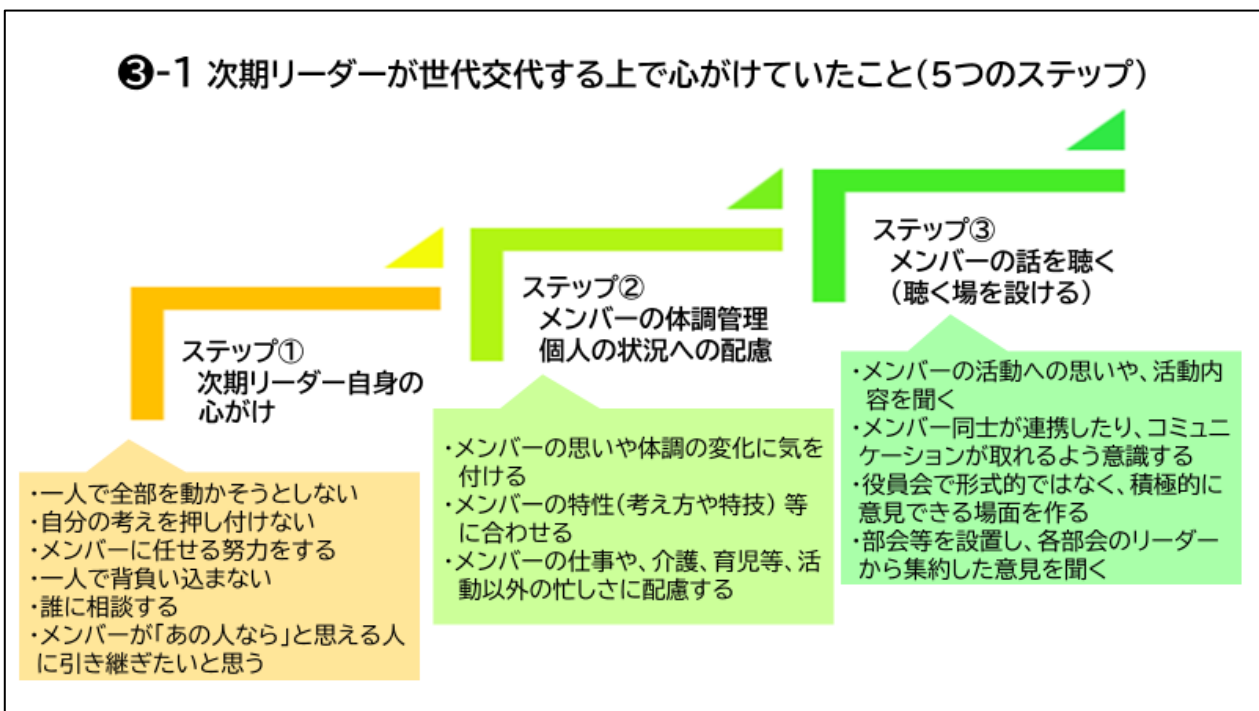 ❸-1 次期リーダーが世代交代する上で心がけていたこと(5つのステップ)
ステップ①
次期リーダー自身の
心がけ
・一人で全部を動かそうとしない
・自分の考えを押し付けない
・メンバーに任せる努力をする
・一人で背負い込まない
・誰に相談する
・メンバーが「あの人なら」と思える人
に引き継ぎたいと思う
ステップ②
メンバーの体調管理
個人の状況への配慮
・メンバーの思いや体調の変化に気を
付ける
・メンバーの特性(考え方や特技) 等
に合わせる
・メンバーの仕事や、介護、育児等、活
動以外の忙しさに配慮する
ステップ③
メンバーの話を聴く
(聴く場を設ける)
・メンバーの活動への思いや、活動内
容を聞く
・メンバー同士が連携したり、コミュニ
ケーションが取れるよう意識する
・役員会で形式的ではなく、積極的に
意見できる場面を作る
・部会等を設置し、各部会のリーダー
から集約した意見を聞く